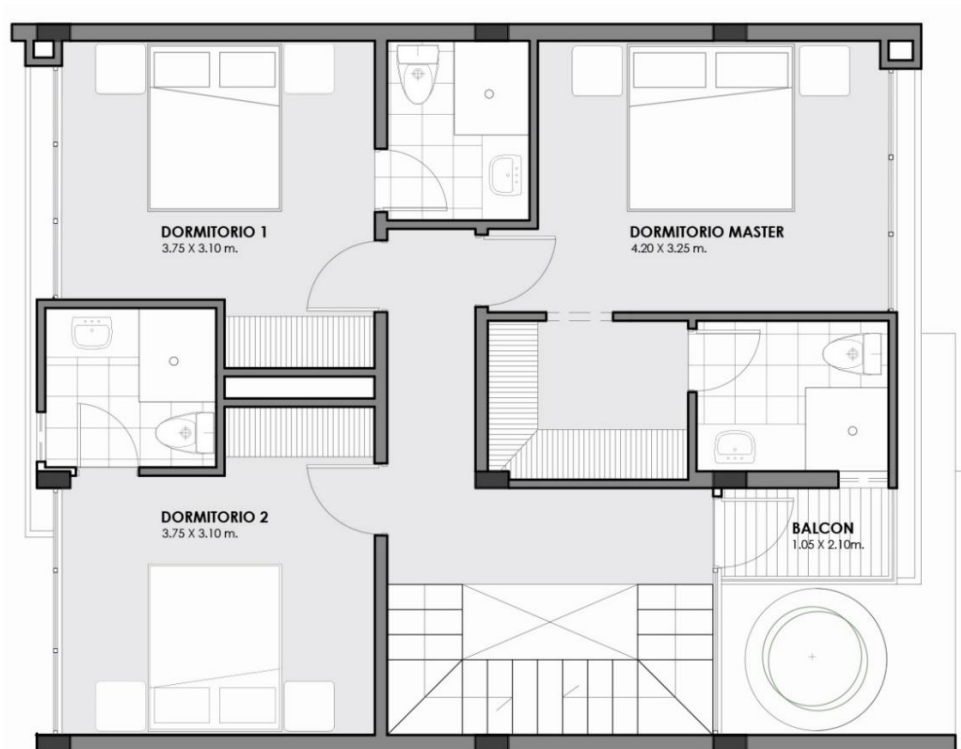 DORMITORIO 1
3.75 X 3.10 m.
DORMITORIO MASTER
4.20 X 3.25 m.
DORMITORIO 2
3.75 X 3.10 m.
BALCON
1.05 X 2.10m.